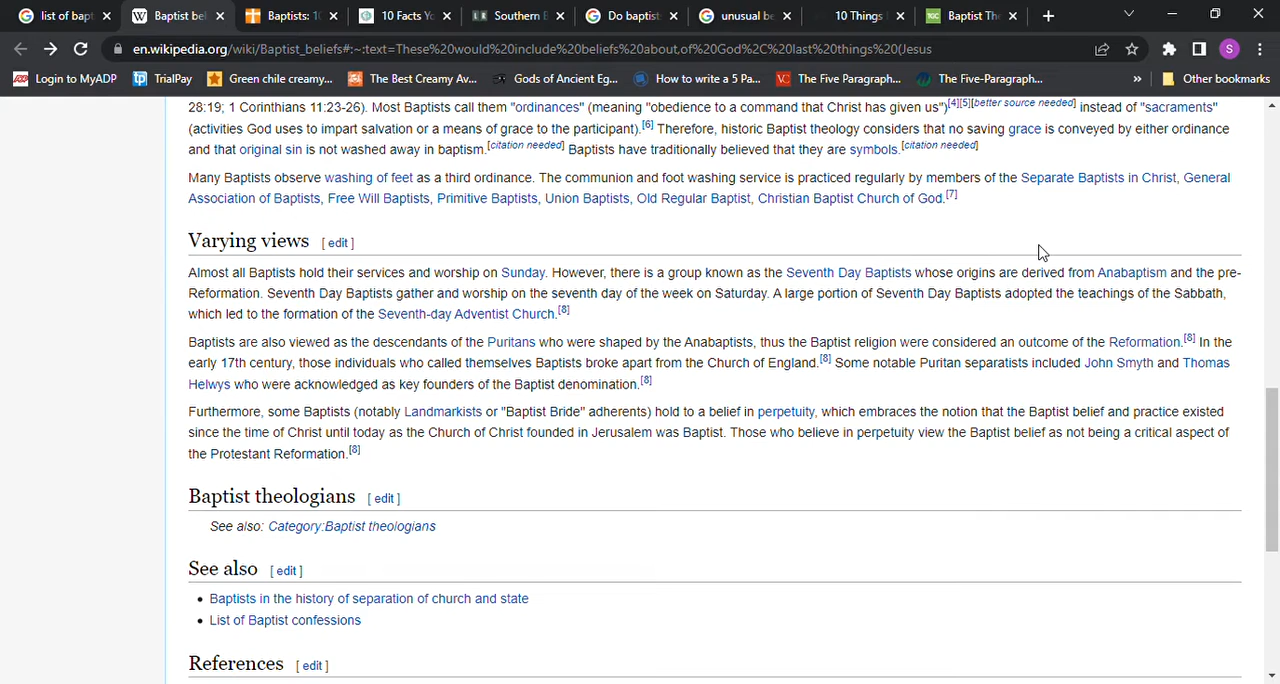 list of bapt
Baptist bel
Baptists: 1
10 Facts Yo
Southern B
Do baptist
unusual be
10 Things
Baptist The
en.wikipedia.org/wiki/Baptist_beliefs#:~:text=These%20would%20include%20beliefs%20about,of%20God%2C%20last%20things%20(Jesus
S
Login to MyADP
TrialPay
Green chile creamy...
The Best Creamy Av...
Gods of Ancient Eg...
How to write a 5 Pa...
The Five Paragraph...
The Five-Paragraph...
»
Other bookmarks
28:19; 1 Corinthians 11:23-26). Most Baptists call them "ordinances" (meaning "obedience to a command that Christ has given us")[4][5][better source needed] instead of "sacraments"
(activities God uses to impart salvation or a means of grace to the participant).[6] Therefore, historic Baptist theology considers that no saving grace is conveyed by either ordinance
and that original sin is not washed away in baptism.[citation needed] Baptists have traditionally believed that they are symbols.[citation needed]
Many Baptists observe washing of feet as a third ordinance. The communion and foot washing service is practiced regularly by members of the Separate Baptists in Christ, General
Association of Baptists, Free Will Baptists, Primitive Baptists, Union Baptists, Old Regular Baptist, Christian Baptist Church of God.[7]
Varying views [ edit ]
Almost all Baptists hold their services and worship on Sunday. However, there is a group known as the Seventh Day Baptists whose origins are derived from Anabaptism and the pre-
Reformation. Seventh Day Baptists gather and worship on the seventh day of the week on Saturday. A large portion of Seventh Day Baptists adopted the teachings of the Sabbath,
which led to the formation of the Seventh-day Adventist Church.[8]
Baptists are also viewed as the descendants of the Puritans who were shaped by the Anabaptists, thus the Baptist religion were considered an outcome of the Reformation.[8] In the
early 17th century, those individuals who called themselves Baptists broke apart from the Church of England.[8] Some notable Puritan separatists included John Smyth and Thomas
Helwys who were acknowledged as key founders of the Baptist denomination.[8]
Furthermore, some Baptists (notably Landmarkists or "Baptist Bride" adherents) hold to a belief in perpetuity, which embraces the notion that the Baptist belief and practice existed
since the time of Christ until today as the Church of Christ founded in Jerusalem was Baptist. Those who believe in perpetuity view the Baptist belief as not being a critical aspect of
the Protestant Reformation.[8]
Baptist theologians [ edit ]
See also: Category:Baptist theologians
See also [ edit ]
• Baptists in the history of separation of church and state
• List of Baptist confessions
References [ edit ]